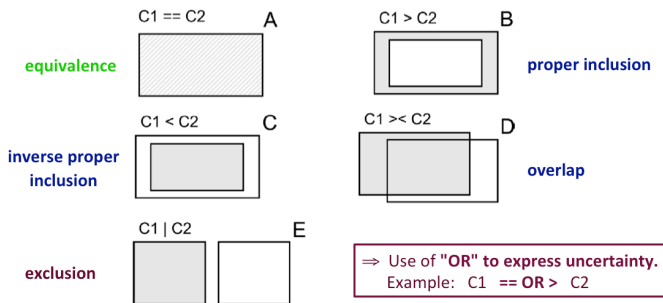 C1 == C2 A
equivalence
C1 > C2 B
proper inclusion
C1 < C2 C
inverse proper
inclusion
C1 >< C2 D
overlap
C1 | C2 E
exclusion
⇒ Use of "OR" to express uncertainty.
Example: C1 == OR > C2